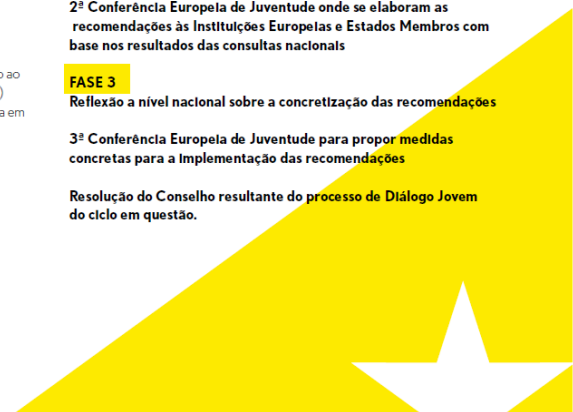 2ª Conferência Europeia de Juventude onde se elaboram as
recomendações às Instituições Europeias e Estados Membros com
base nos resultados das consultas nacionais
o ao
)
a em
FASE 3
Reflexão a nível nacional sobre a concretização das recomendações
3ª Conferência Europeia de Juventude para propor medidas
concretas para a implementação das recomendações
Resolução do Conselho resultante do processo de Diálogo Jovem
do ciclo em questão.